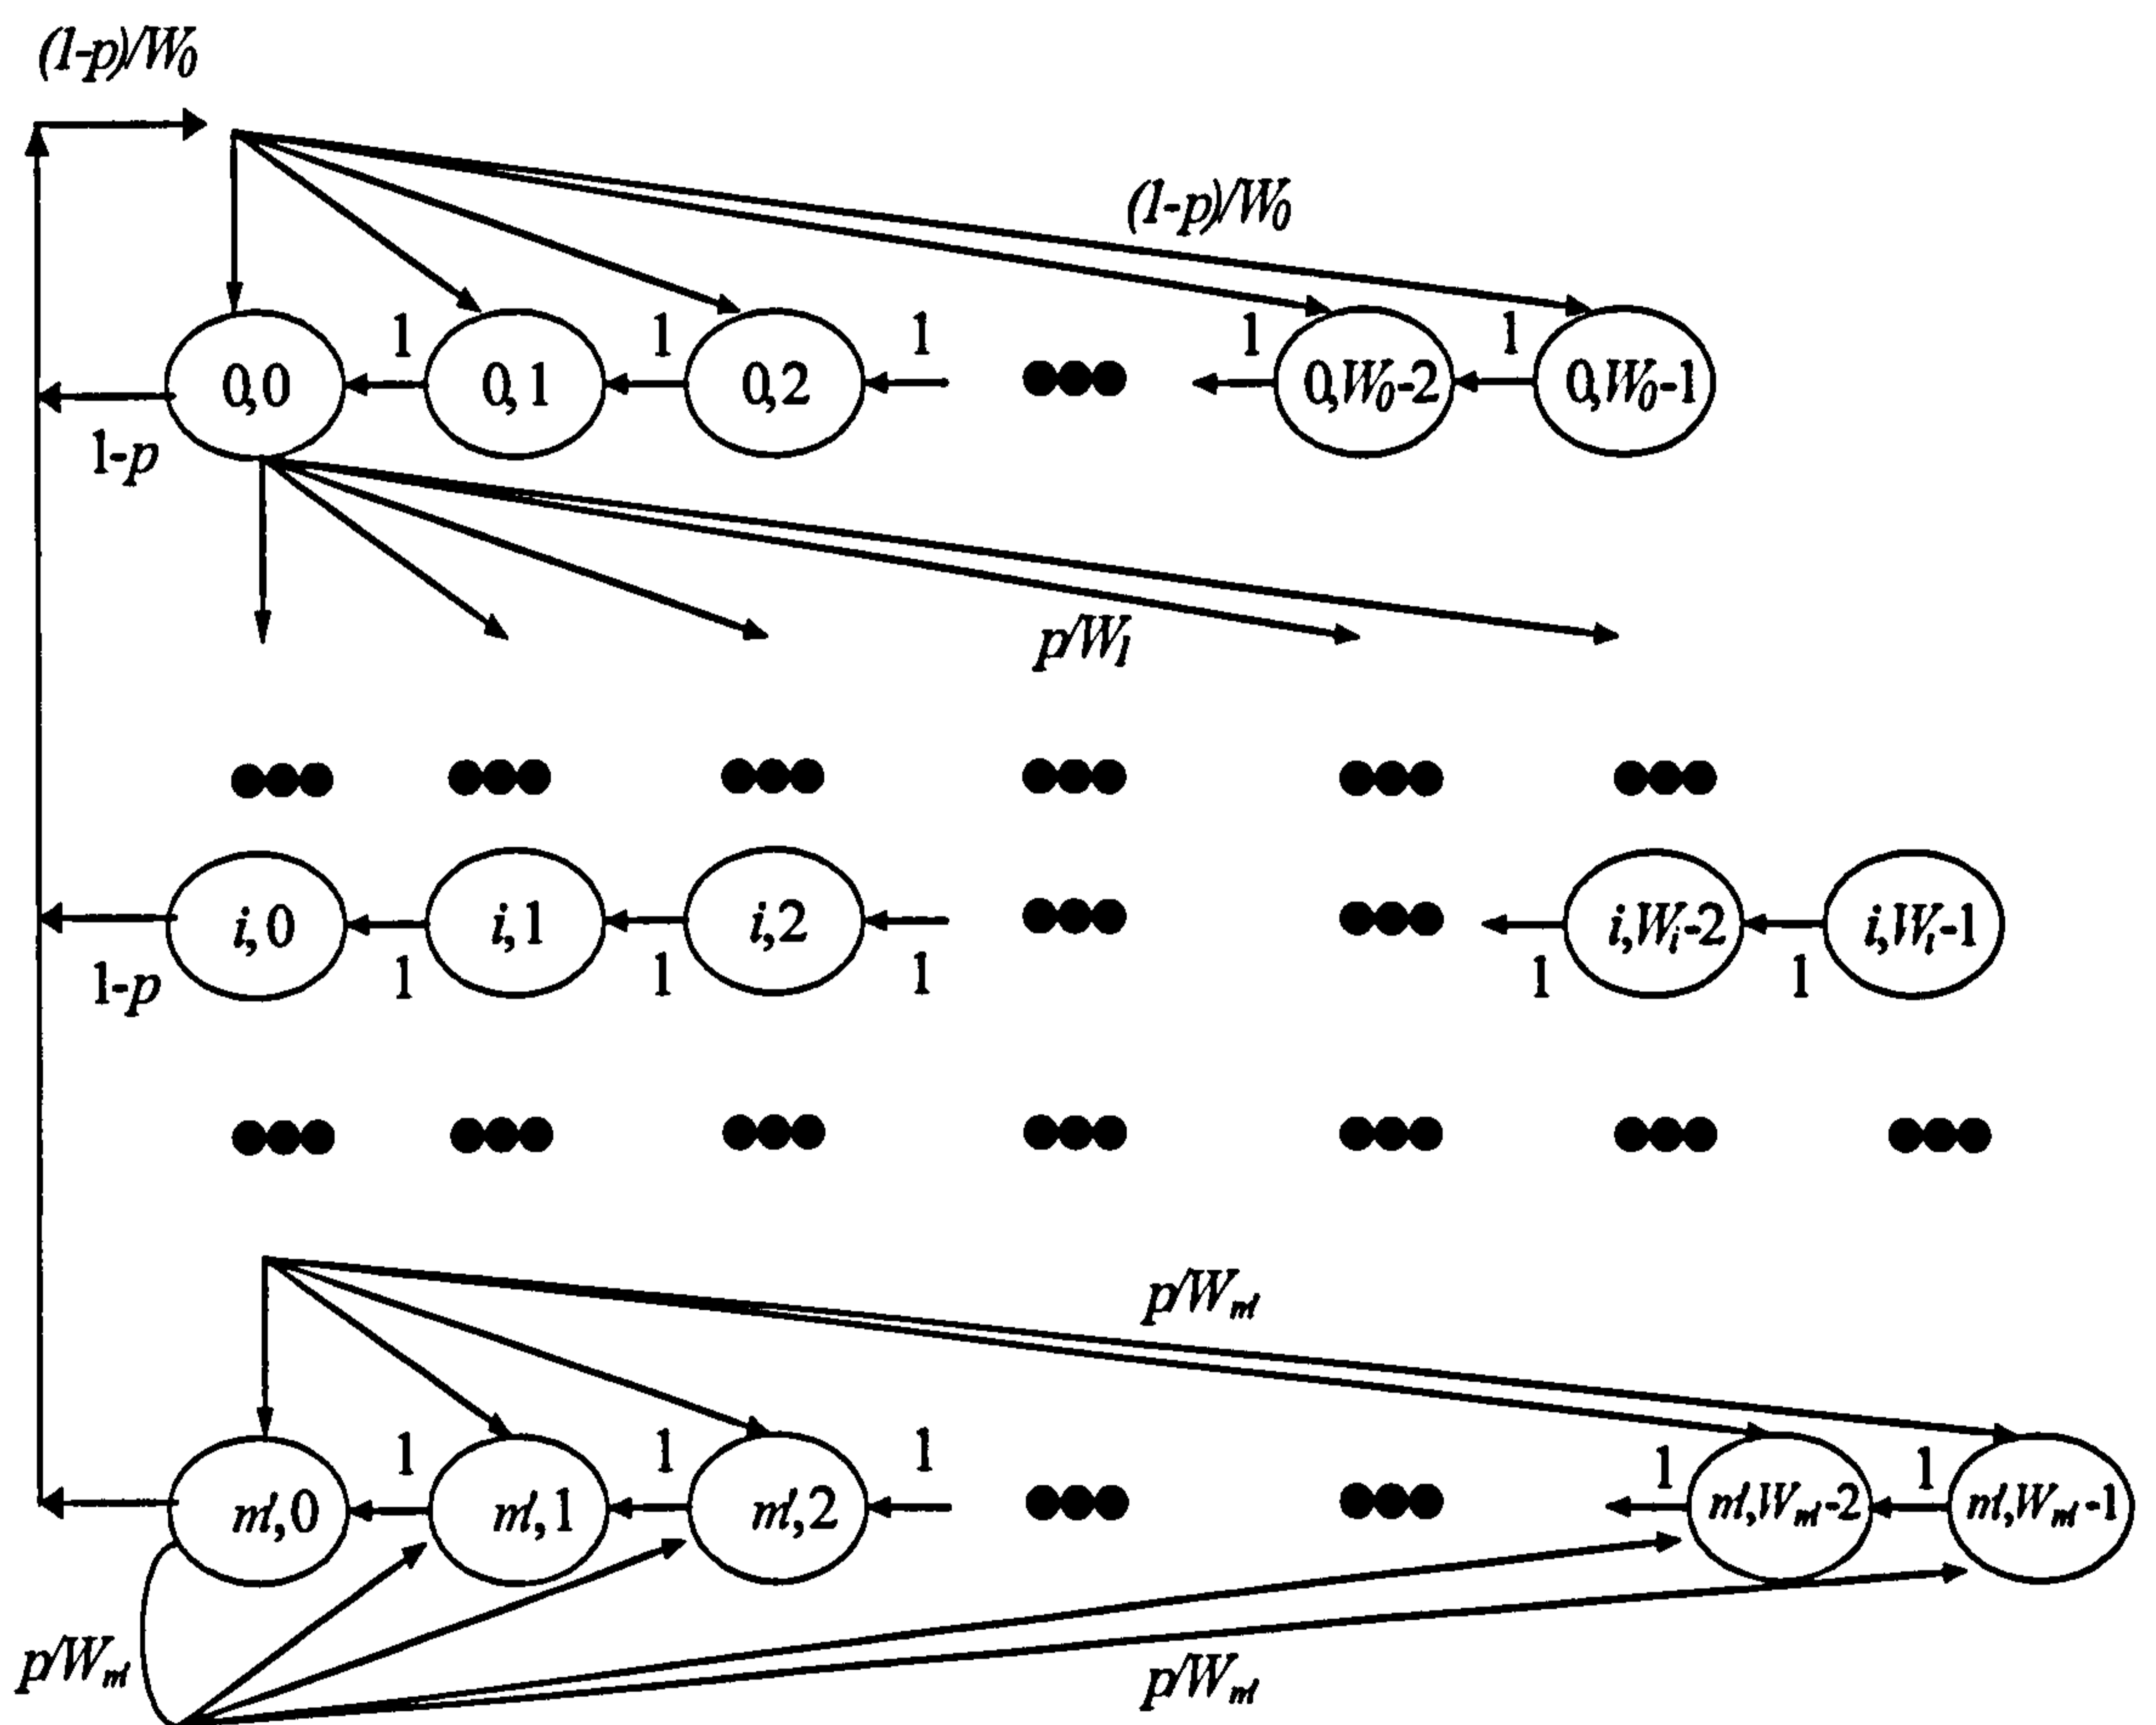 (1-p)/W0
(1-p)/W0
1 1 1 1 1
0,0 0,1 0,2 0,W0-2 0,W0-1
1-p
p/W1
i,0 i,1 i,2 i,Wi-2 i,Wi-1
1-p 1 1 1 1 1
p/Wm'
1 1 1 1 1
m',0 m',1 m',2 m',Wm'-2 m',Wm'-1
p/Wm'
p/Wm'